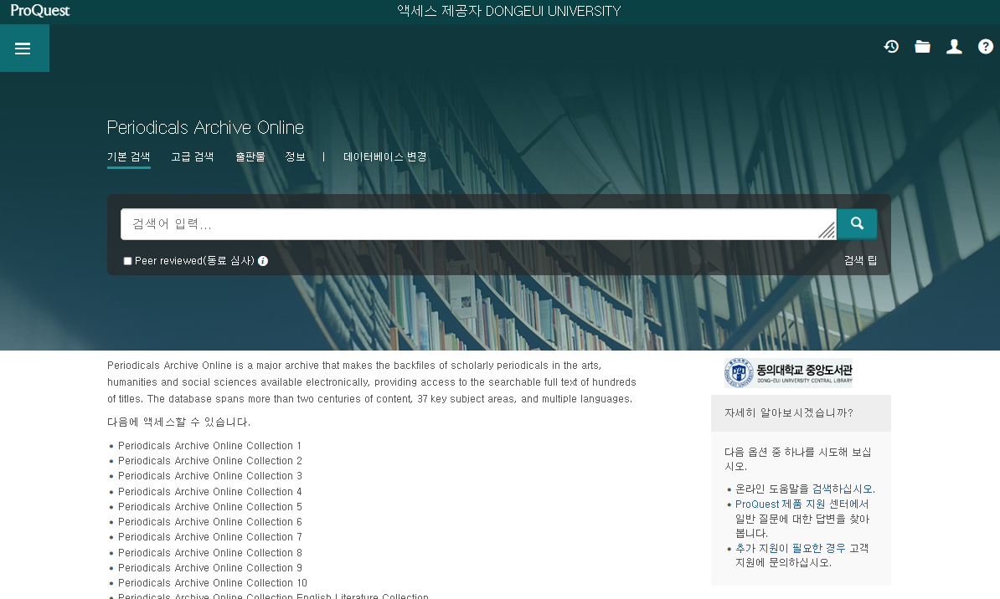 ProQuest
액세스 제공자 DONGEUI UNIVERSITY
Periodicals Archive Online
기본 검색 고급 검색 출판물 정보 | 데이터베이스 변경
검색어 입력...
Peer reviewed(동료 심사)
검색 팁
Periodicals Archive Online is a major archive that makes the backfiles of scholarly periodicals in the arts,
humanities and social sciences available electronically, providing access to the searchable full text of hundreds
of titles. The database spans more than two centuries of content, 37 key subject areas, and multiple languages.
다음에 액세스할 수 있습니다.
• Periodicals Archive Online Collection 1
• Periodicals Archive Online Collection 2
• Periodicals Archive Online Collection 3
• Periodicals Archive Online Collection 4
• Periodicals Archive Online Collection 5
• Periodicals Archive Online Collection 6
• Periodicals Archive Online Collection 7
• Periodicals Archive Online Collection 8
• Periodicals Archive Online Collection 9
• Periodicals Archive Online Collection 10
• Periodicals Archive Online Collection English Literature Collection
동의대학교 중앙도서관
DONG-EUI UNIVERSITY CENTRAL LIBRARY
자세히 알아보시겠습니까?
다음 옵션 중 하나를 시도해 보십
시오.
• 온라인 도움말을 검색하십시오.
• ProQuest 제품 지원 센터에서
일반 질문에 대한 답변을 찾아
봅니다.
• 추가 지원이 필요한 경우 고객
지원에 문의하십시오.